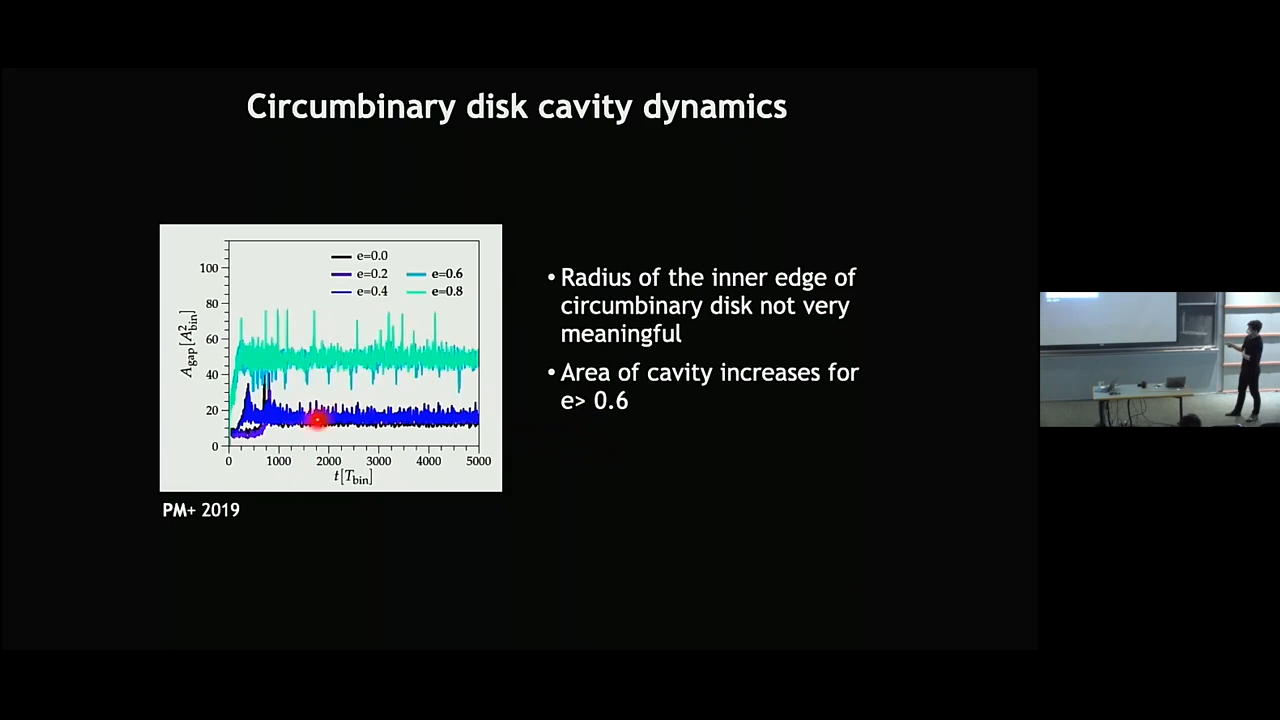 Circumbinary disk cavity dynamics
e=0.0
e=0.2
e=0.6
e=0.4
e=0.8
100
80
60
40
20
0
A_gap [A²_bin]
0 1000 2000 3000 4000 5000
t [T_bin]
PM+ 2019
• Radius of the inner edge of
circumbinary disk not very
meaningful
• Area of cavity increases for
e> 0.6